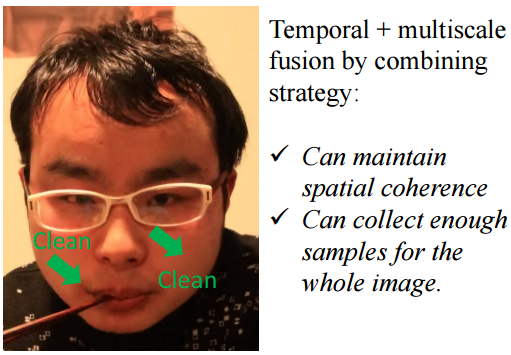 Temporal + multiscale
fusion by combining
strategy:
✓ Can maintain
spatial coherence
✓ Can collect enough
samples for the
whole image.
Clean
Clean